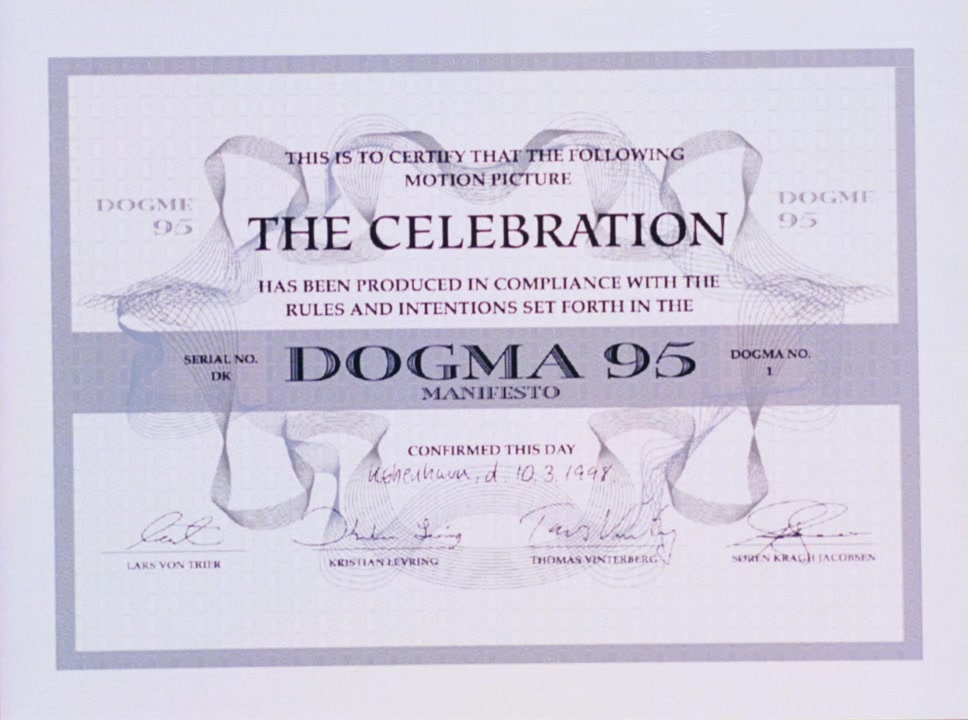 THIS IS TO CERTIFY THAT THE FOLLOWING
MOTION PICTURE
DOGME
95
DOGME
95
THE CELEBRATION
HAS BEEN PRODUCED IN COMPLIANCE WITH THE
RULES AND INTENTIONS SET FORTH IN THE
SERIAL NO.
DK
DOGMA 95
MANIFESTO
DOGMA NO.
1
CONFIRMED THIS DAY
København, d. 10.3.1998
LARS VON TRIER
KRISTIAN LEVRING
THOMAS VINTERBERG
SØREN KRAGH JACOBSEN